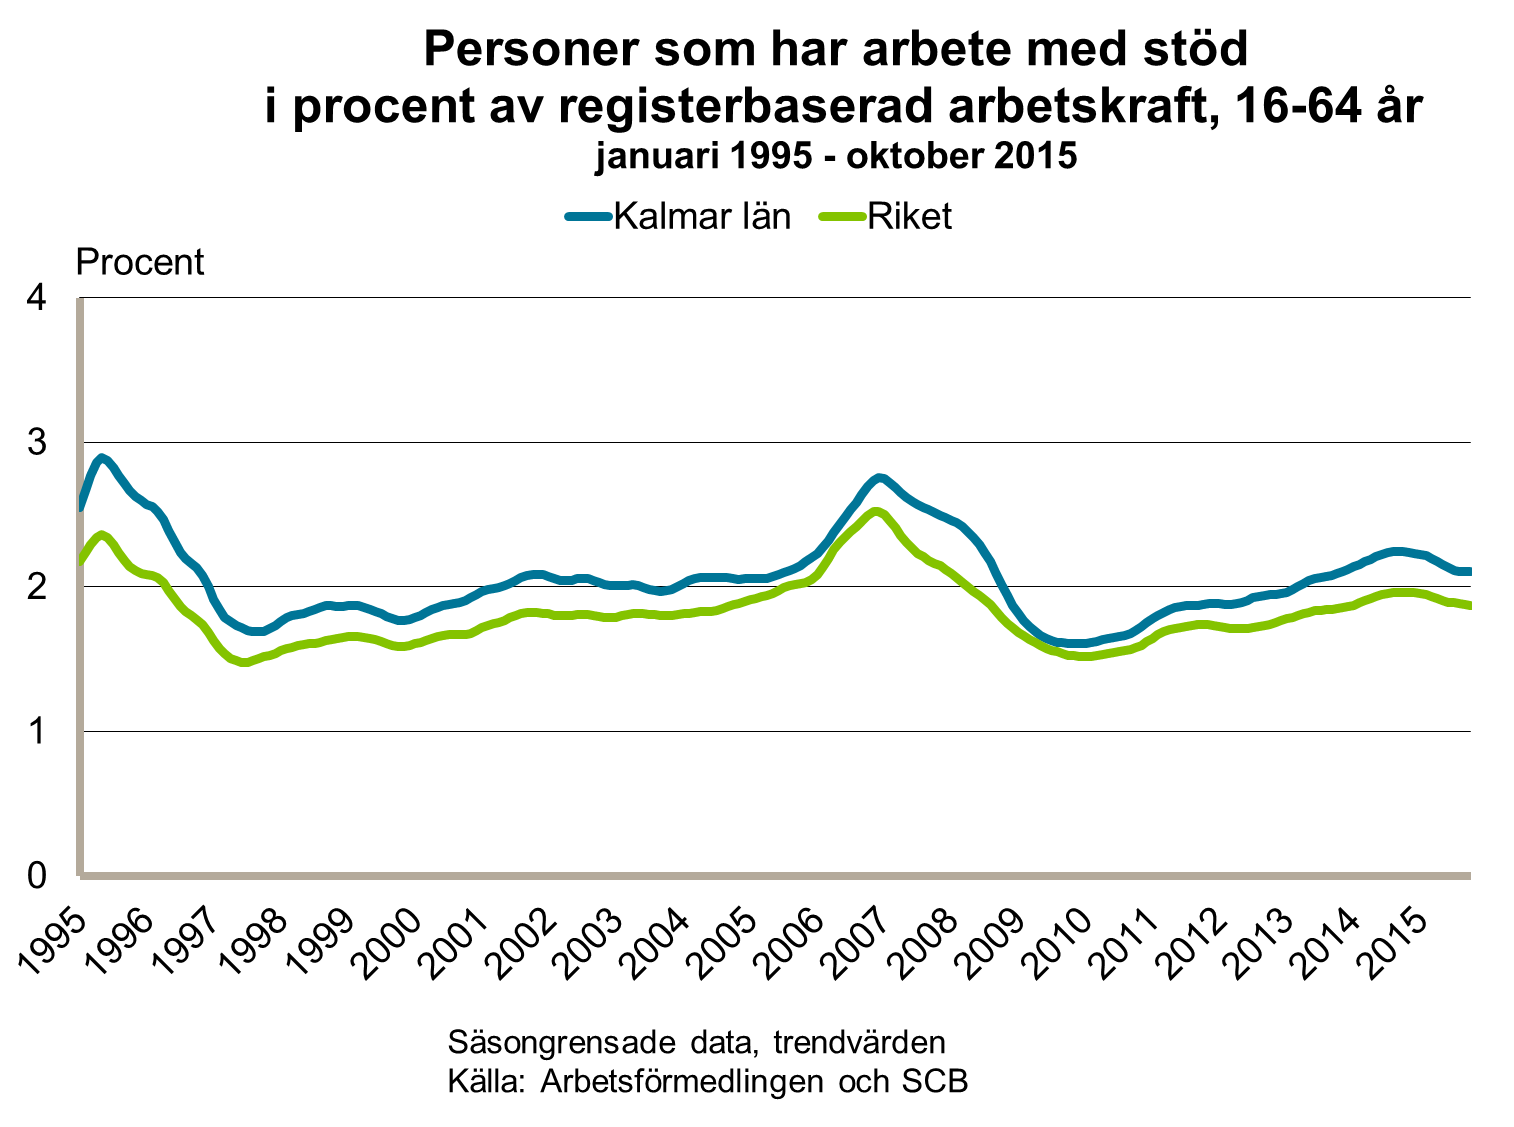 Personer som har arbete med stöd
i procent av registerbaserad arbetskraft, 16-64 år
januari 1995 - oktober 2015
Kalmar län Riket
Procent
4
3
2
1
0
1995 1996 1997 1998 1999 2000 2001 2002 2003 2004 2005 2006 2007 2008 2009 2010 2011 2012 2013 2014 2015
Säsongrensade data, trendvärden
Källa: Arbetsförmedlingen och SCB